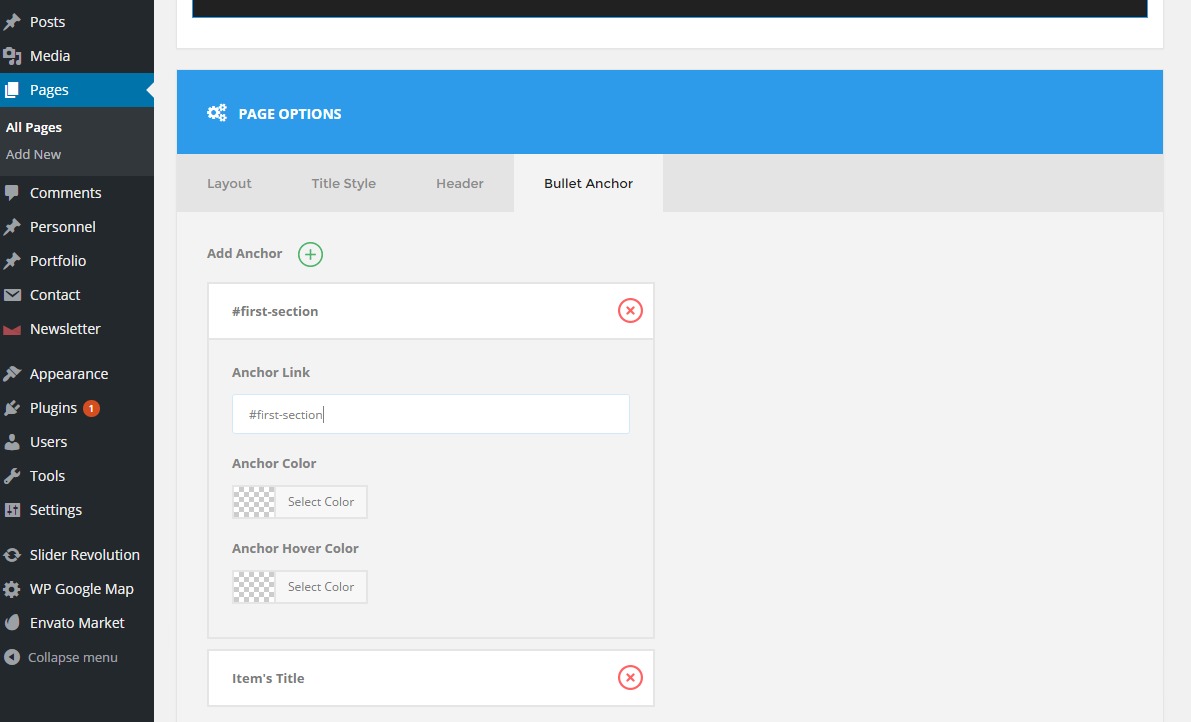 Posts
Media
Pages
All Pages
Add New
Comments
Personnel
Portfolio
Contact
Newsletter
Appearance
Plugins 1
Users
Tools
Settings
Slider Revolution
WP Google Map
Envato Market
Collapse menu
PAGE OPTIONS
Layout Title Style Header Bullet Anchor
Add Anchor
#first-section
Anchor Link
#first-section
Anchor Color
Select Color
Anchor Hover Color
Select Color
Item's Title